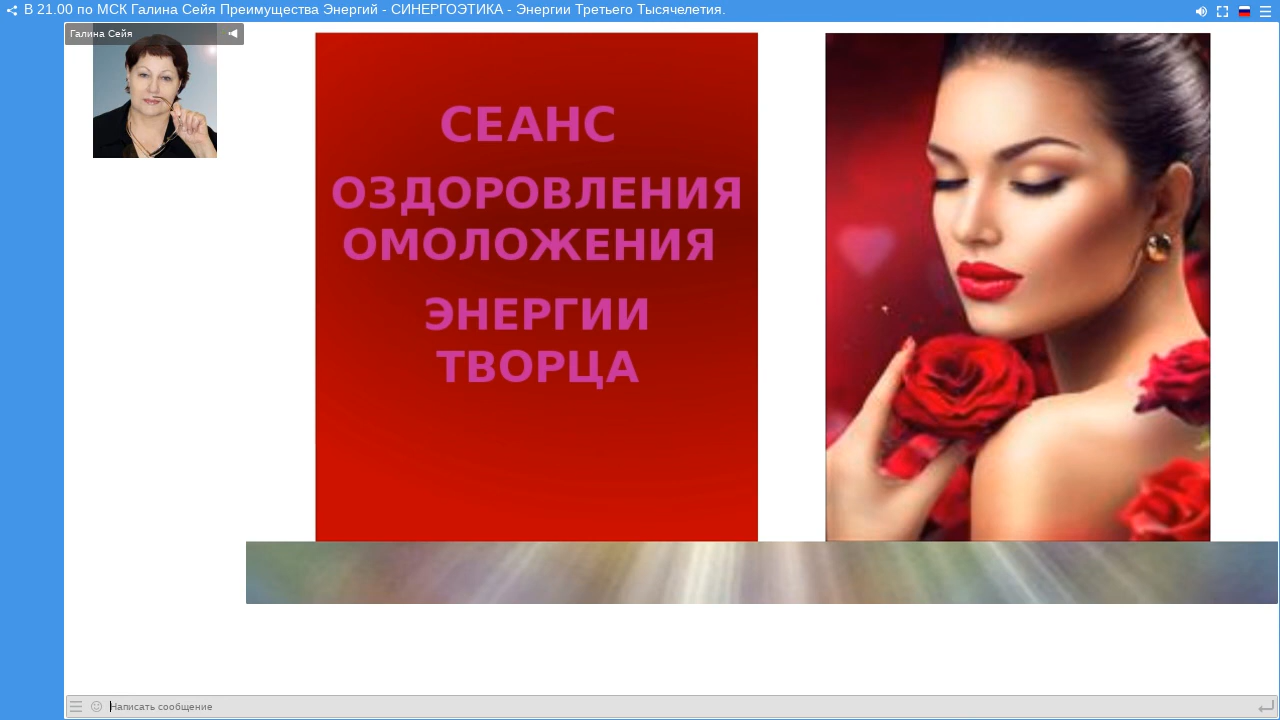 В 21.00 по МСК Галина Сейя Преимущества Энергий - СИНЕРГОЭТИКА - Энергии Третьего Тысячелетия.
Галина Сейя
СЕАНС
ОЗДОРОВЛЕНИЯ
ОМОЛОЖЕНИЯ
ЭНЕРГИИ
ТВОРЦА
Написать сообщение